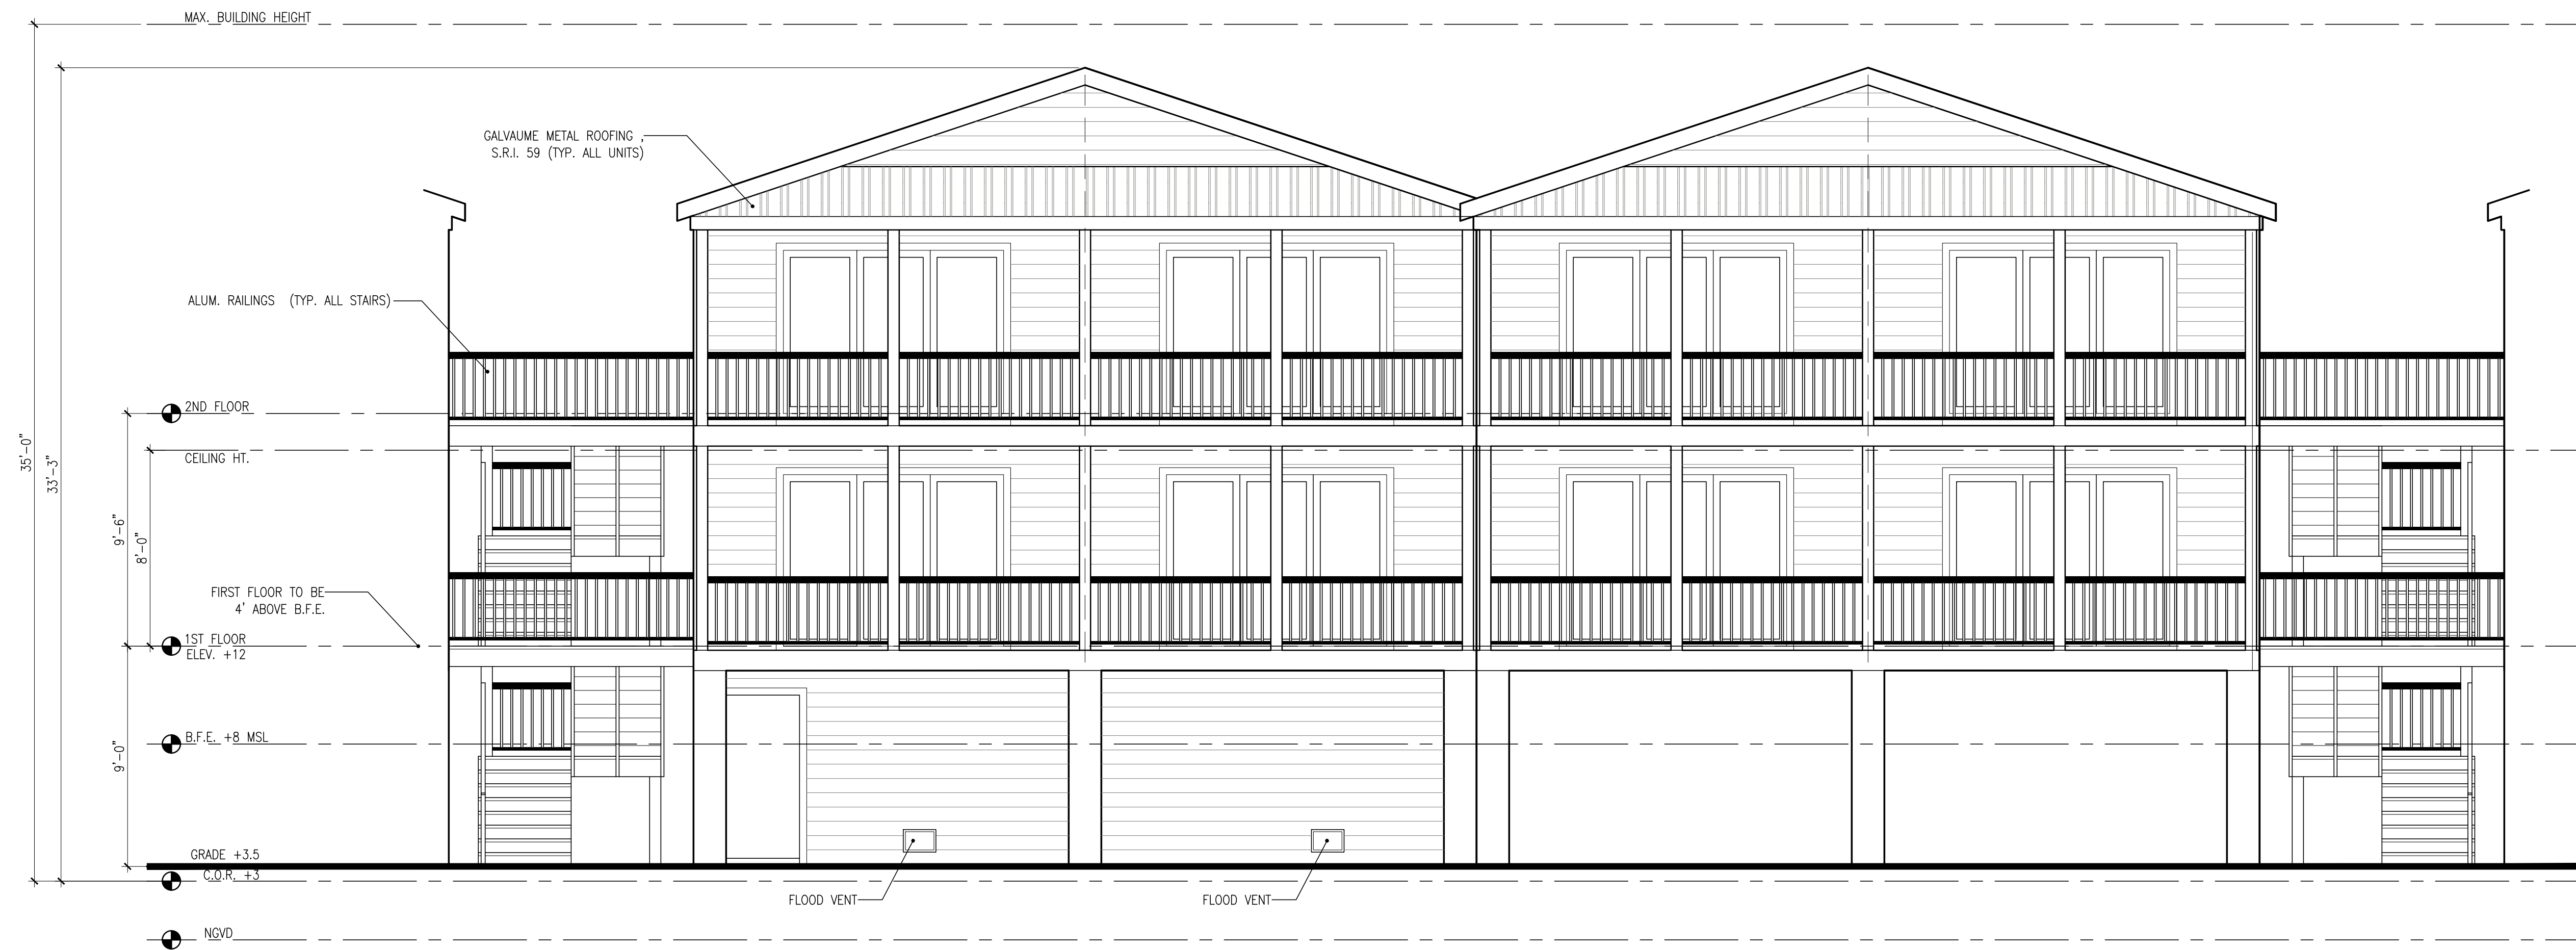 MAX. BUILDING HEIGHT
GALVAUME METAL ROOFING ,
S.R.I. 59 (TYP. ALL UNITS)
ALUM. RAILINGS (TYP. ALL STAIRS)
2ND FLOOR
35'-0"
33'-3"
CEILING HT.
9'-6"
8'-0"
FIRST FLOOR TO BE
4' ABOVE B.F.E.
1ST FLOOR
ELEV. +12
B.F.E. +8 MSL
9'-0"
GRADE +3.5
C.O.R. +3
FLOOD VENT
FLOOD VENT
NGVD